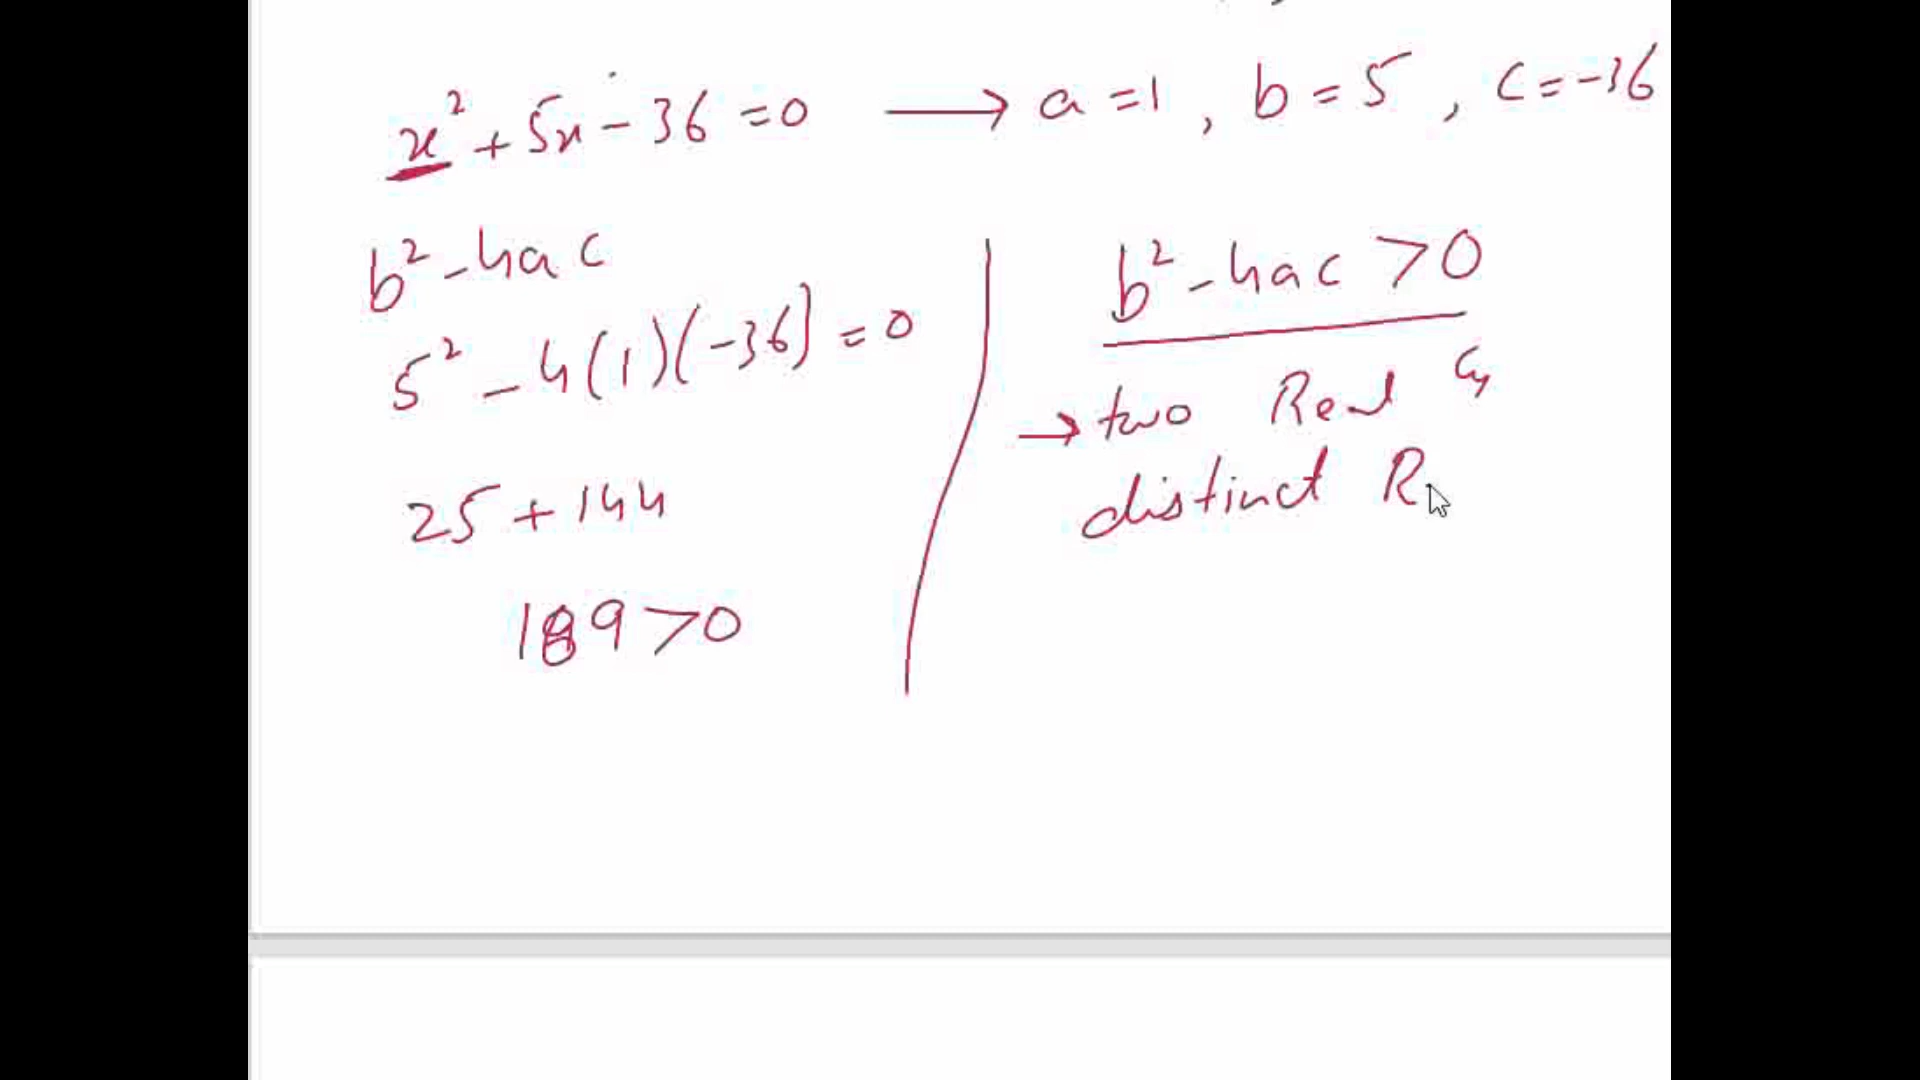 x² + 5x - 36 = 0 → a = 1, b = 5, c = -36
b² - 4ac
5² - 4(1)(-36) = 0
25 + 144
189 > 0
b² - 4ac > 0
→ two Real &
distinct R